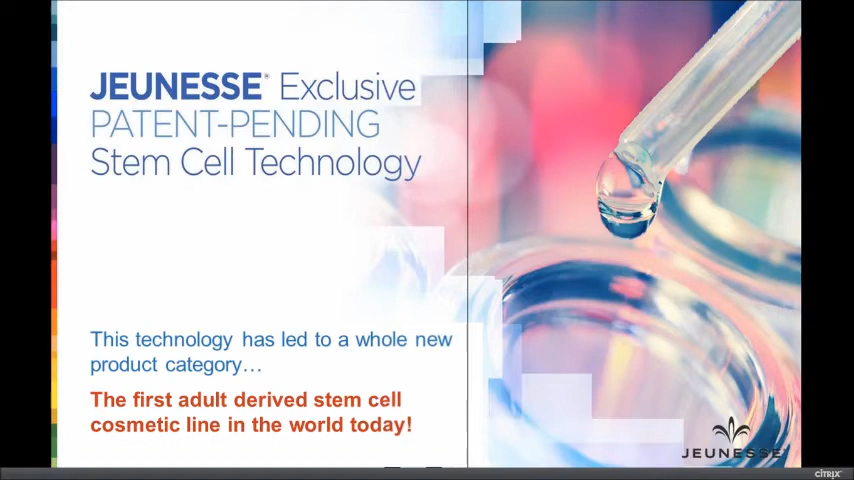 JEUNESSE® Exclusive
PATENT-PENDING
Stem Cell Technology
This technology has led to a whole new
product category…
The first adult derived stem cell
cosmetic line in the world today!
JEUNESSE
CITRIX